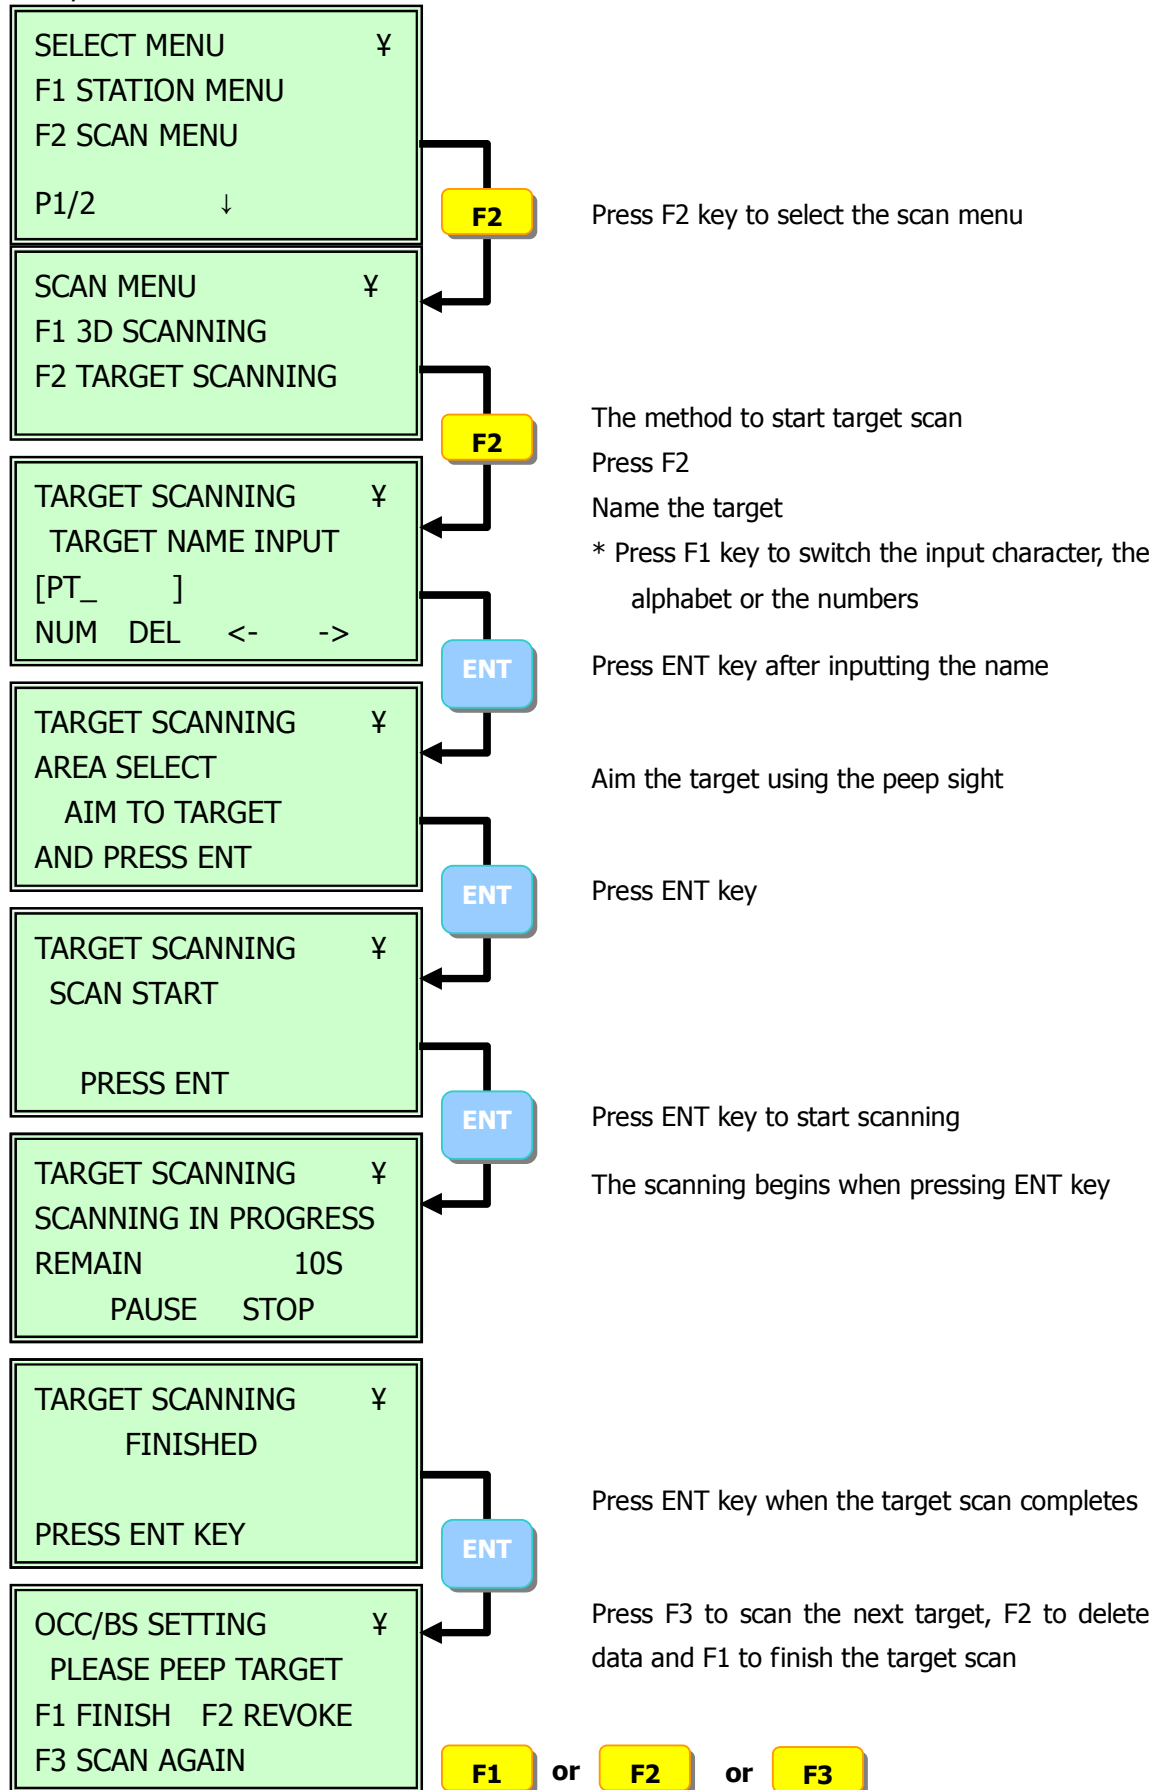 SELECT MENU ¥
F1 STATION MENU
F2 SCAN MENU
P1/2 ↓
F2
Press F2 key to select the scan menu
SCAN MENU ¥
F1 3D SCANNING
F2 TARGET SCANNING
F2
The method to start target scan
Press F2
Name the target
* Press F1 key to switch the input character, the
alphabet or the numbers
TARGET SCANNING ¥
TARGET NAME INPUT
[PT_ ]
NUM DEL <- ->
ENT
Press ENT key after inputting the name
TARGET SCANNING ¥
AREA SELECT
AIM TO TARGET
AND PRESS ENT
Aim the target using the peep sight
ENT
Press ENT key
TARGET SCANNING ¥
SCAN START
PRESS ENT
ENT
Press ENT key to start scanning
TARGET SCANNING ¥
SCANNING IN PROGRESS
REMAIN 10S
PAUSE STOP
The scanning begins when pressing ENT key
TARGET SCANNING ¥
FINISHED
PRESS ENT KEY
ENT
Press ENT key when the target scan completes
OCC/BS SETTING ¥
PLEASE PEEP TARGET
F1 FINISH F2 REVOKE
F3 SCAN AGAIN
Press F3 to scan the next target, F2 to delete
data and F1 to finish the target scan
F1 or F2 or F3